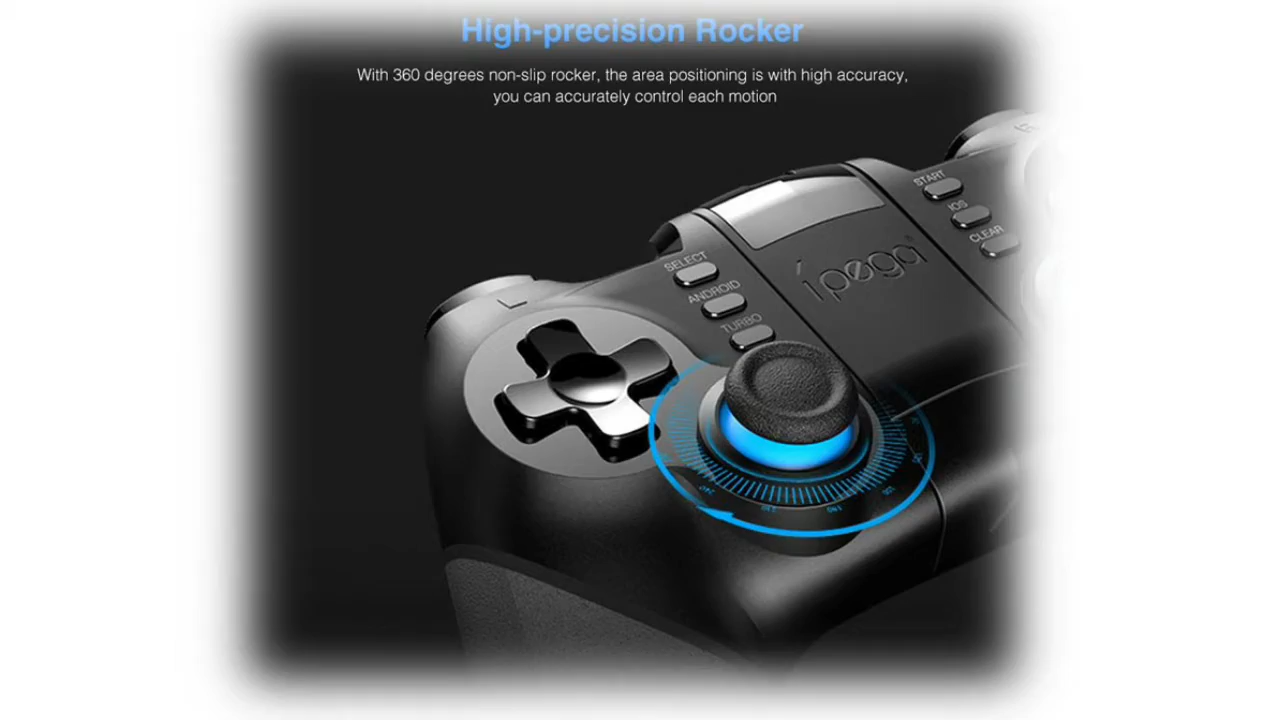 High-precision Rocker
With 360 degrees non-slip rocker, the area positioning is with high accuracy,
you can accurately control each motion
START
IOS
CLEAR
SELECT
ANDROID
TURBO
ípega
L